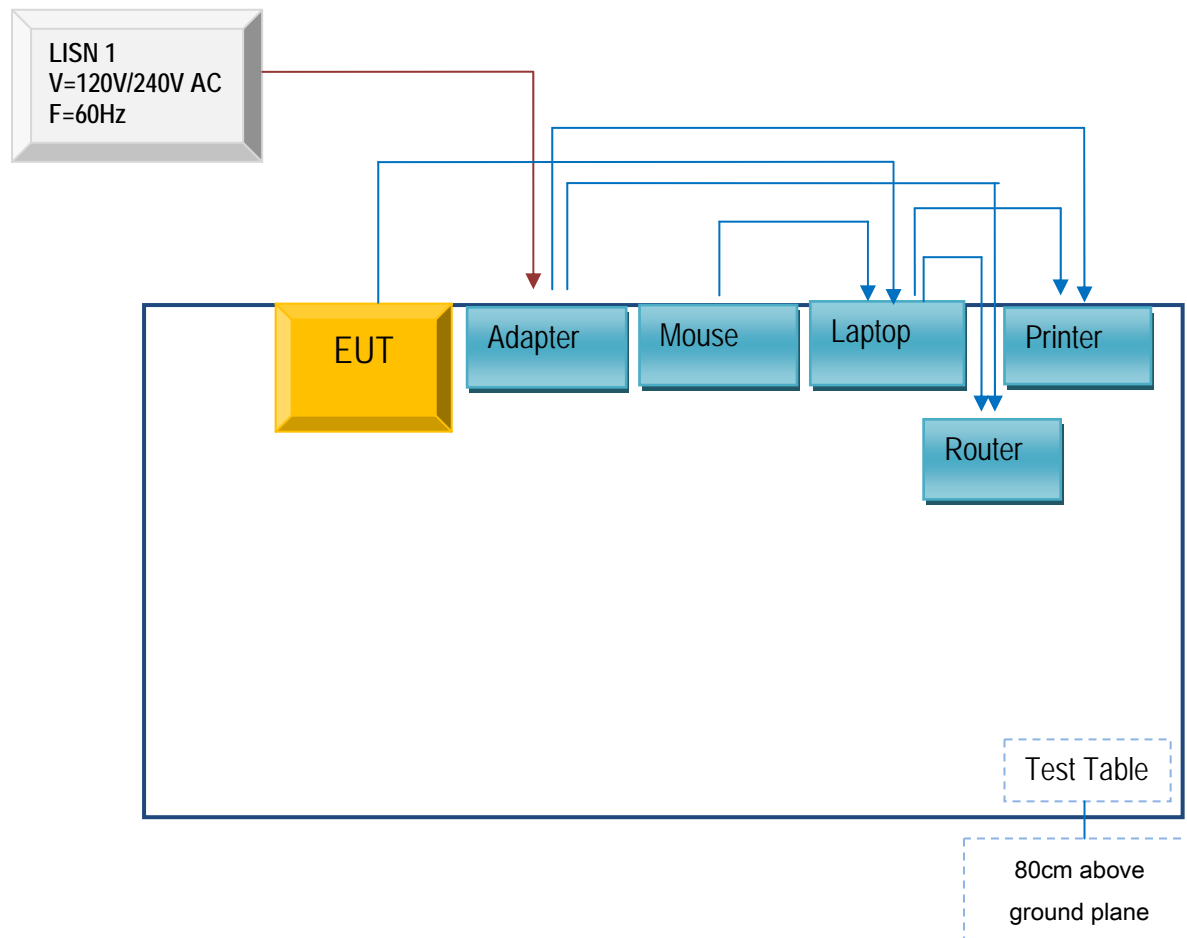 LISN 1
V=120V/240V AC
F=60Hz
EUT
Adapter
Mouse
Laptop
Printer
Router
Test Table
80cm above
ground plane